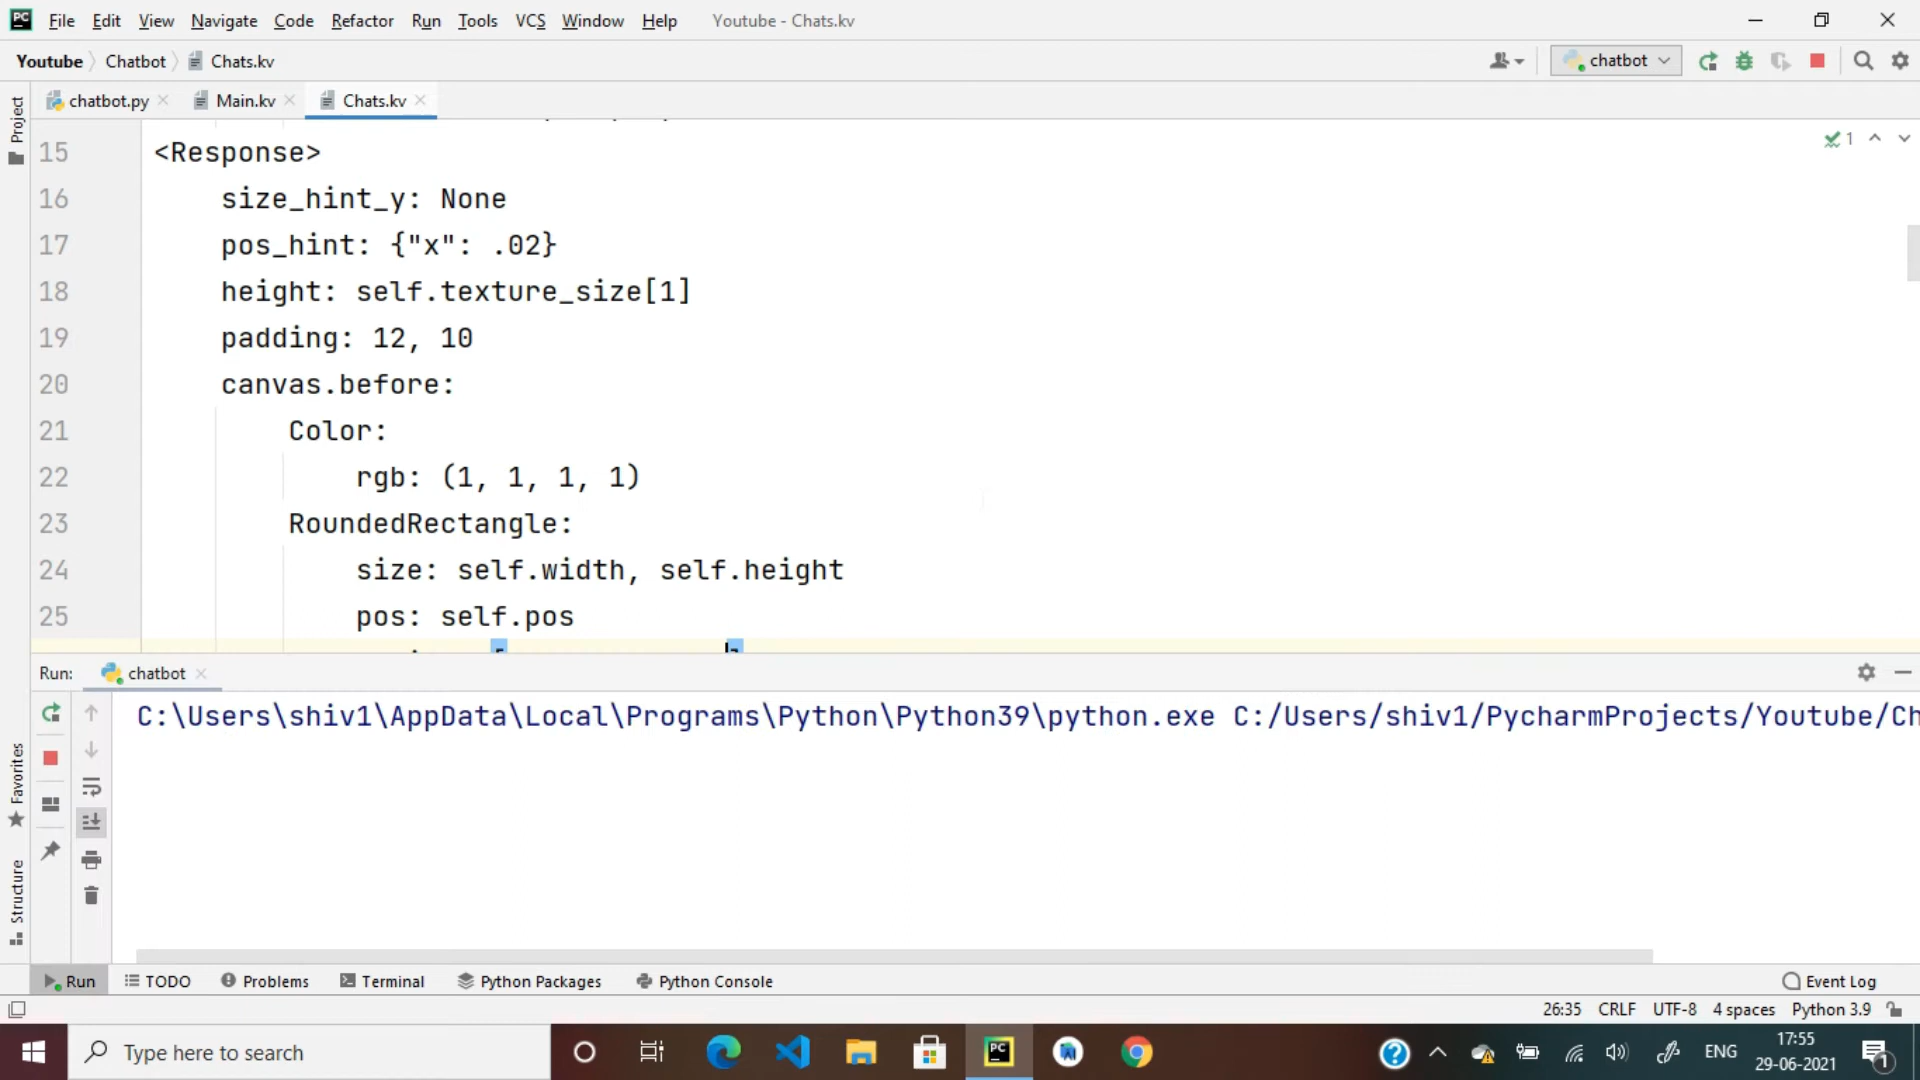 File Edit View Navigate Code Refactor Run Tools VCS Window Help Youtube - Chats.kv
Youtube Chatbot Chats.kv chatbot
chatbot.py Main.kv Chats.kv
Project
1
15 <Response>
16 size_hint_y: None
17 pos_hint: {"x": .02}
18 height: self.texture_size[1]
19 padding: 12, 10
20 canvas.before:
21 Color:
22 rgb: (1, 1, 1, 1)
23 RoundedRectangle:
24 size: self.width, self.height
25 pos: self.pos
Run: chatbot
C:\Users\shiv1\AppData\Local\Programs\Python\Python39\python.exe C:/Users/shiv1/PycharmProjects/Youtube/Ch
Favorites
Structure
Run TODO Problems Terminal Python Packages Python Console Event Log
26:35 CRLF UTF-8 4 spaces Python 3.9
Type here to search
ENG
17:55
29-06-2021
1